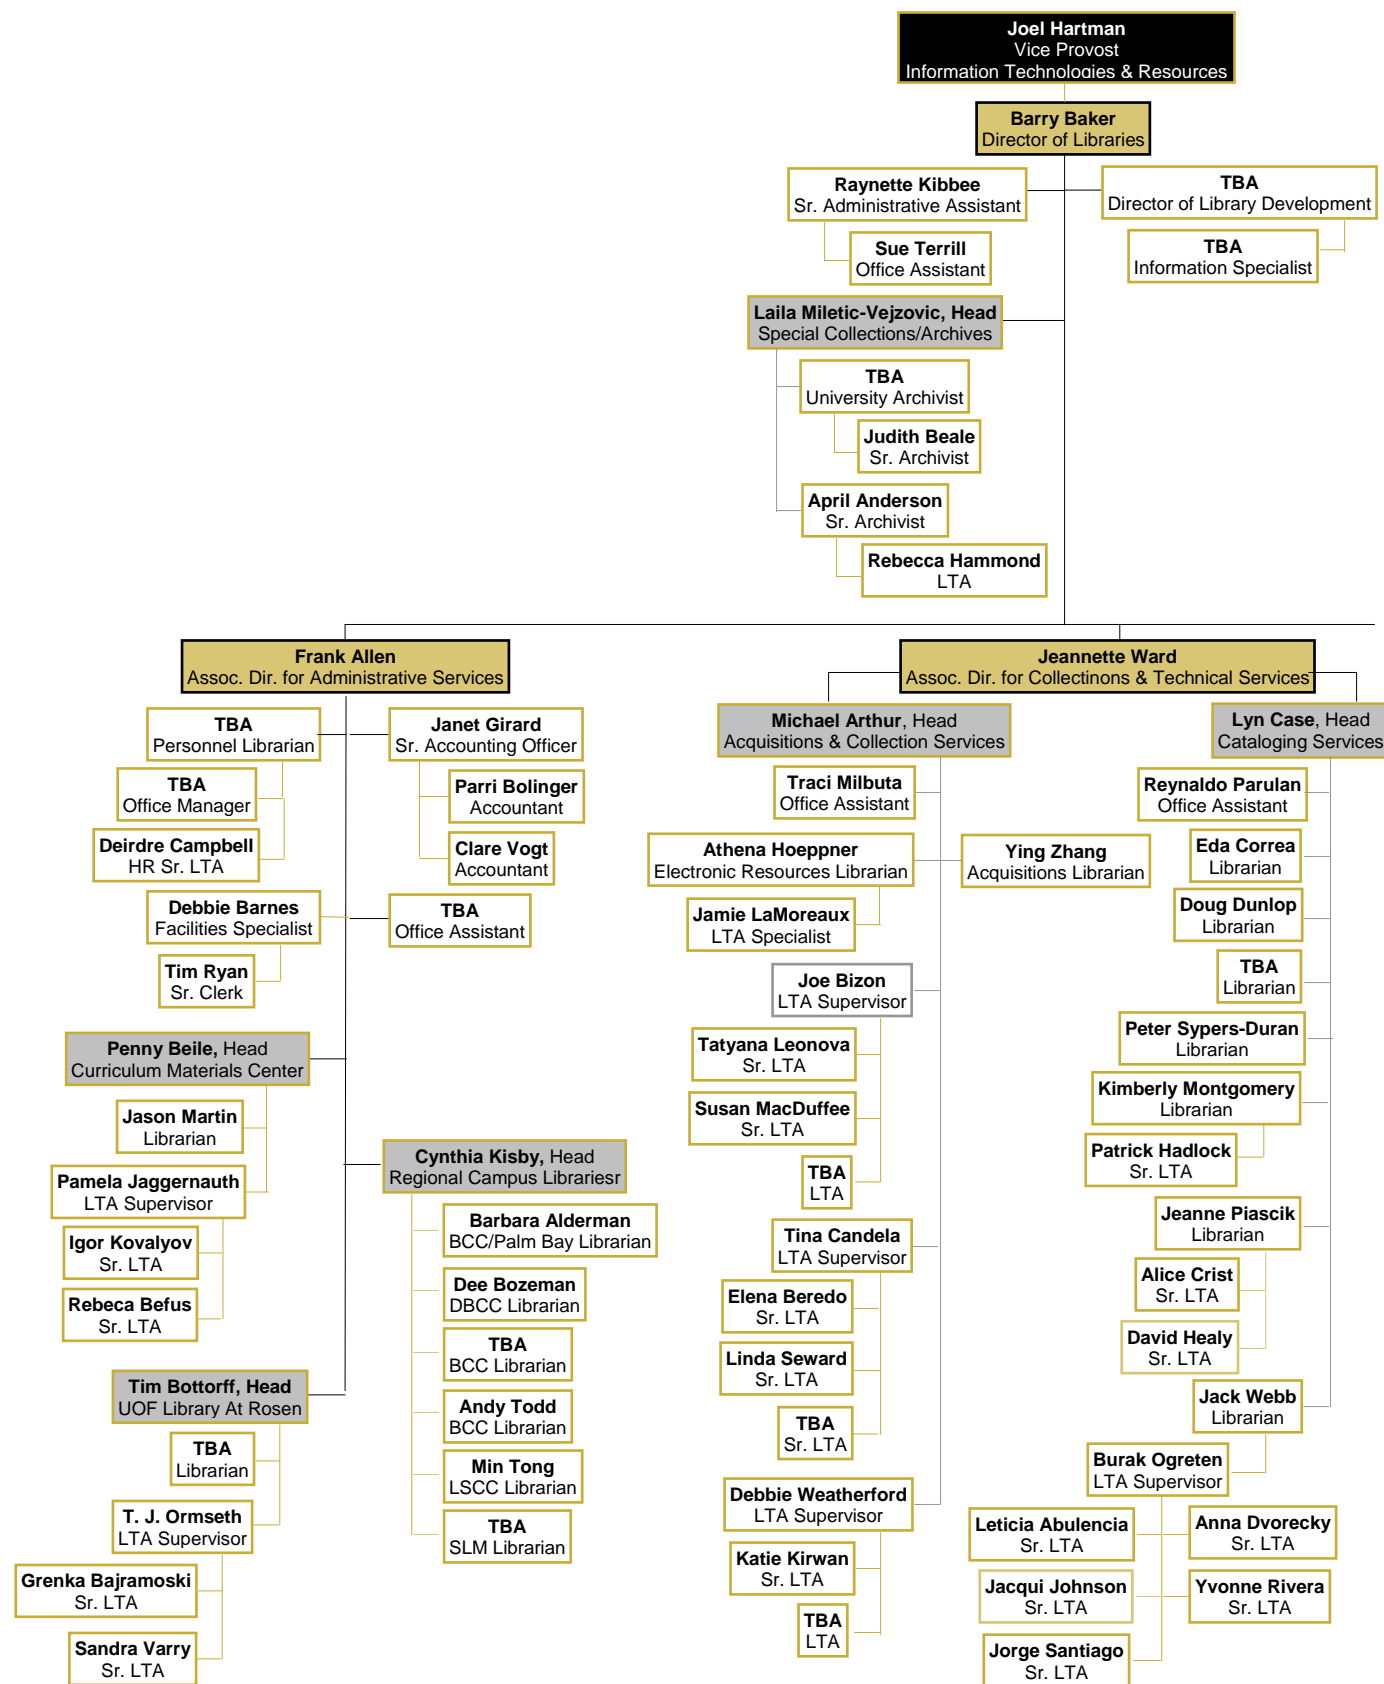 Joel Hartman
Vice Provost
Information Technologies & Resources
Barry Baker
Director of Libraries
Raynette Kibbee
Sr. Administrative Assistant
TBA
Director of Library Development
Sue Terrill
Office Assistant
TBA
Information Specialist
Laila Miletic-Vejzovic, Head
Special Collections/Archives
TBA
University Archivist
Judith Beale
Sr. Archivist
April Anderson
Sr. Archivist
Rebecca Hammond
LTA
Frank Allen
Assoc. Dir. for Administrative Services
TBA
Personnel Librarian
Janet Girard
Sr. Accounting Officer
TBA
Office Manager
Parri Bolinger
Accountant
Deirdre Campbell
HR Sr. LTA
Clare Vogt
Accountant
Debbie Barnes
Facilities Specialist
TBA
Office Assistant
Tim Ryan
Sr. Clerk
Penny Beile, Head
Curriculum Materials Center
Jason Martin
Librarian
Pamela Jaggernauth
LTA Supervisor
Igor Kovalyov
Sr. LTA
Rebeca Befus
Sr. LTA
Cynthia Kisby, Head
Regional Campus Librariesr
Barbara Alderman
BCC/Palm Bay Librarian
Dee Bozeman
DBCC Librarian
TBA
BCC Librarian
Andy Todd
BCC Librarian
Min Tong
LSCC Librarian
TBA
SLM Librarian
Tim Bottorff, Head
UOF Library At Rosen
TBA
Librarian
T. J. Ormseth
LTA Supervisor
Grenka Bajramoski
Sr. LTA
Sandra Varry
Sr. LTA
Jeannette Ward
Assoc. Dir. for Collectinons & Technical Services
Michael Arthur, Head
Acquisitions & Collection Services
Traci Milbuta
Office Assistant
Athena Hoeppner
Electronic Resources Librarian
Ying Zhang
Acquisitions Librarian
Jamie LaMoreaux
LTA Specialist
Joe Bizon
LTA Supervisor
Tatyana Leonova
Sr. LTA
Susan MacDuffee
Sr. LTA
TBA
LTA
Tina Candela
LTA Supervisor
Elena Beredo
Sr. LTA
Linda Seward
Sr. LTA
TBA
Sr. LTA
Debbie Weatherford
LTA Supervisor
Katie Kirwan
Sr. LTA
TBA
LTA
Lyn Case, Head
Cataloging Services
Reynaldo Parulan
Office Assistant
Eda Correa
Librarian
Doug Dunlop
Librarian
TBA
Librarian
Peter Sypers-Duran
Librarian
Kimberly Montgomery
Librarian
Patrick Hadlock
Sr. LTA
Jeanne Piascik
Librarian
Alice Crist
Sr. LTA
David Healy
Sr. LTA
Jack Webb
Librarian
Burak Ogreten
LTA Supervisor
Leticia Abulencia
Sr. LTA
Anna Dvorecky
Sr. LTA
Jacqui Johnson
Sr. LTA
Yvonne Rivera
Sr. LTA
Jorge Santiago
Sr. LTA